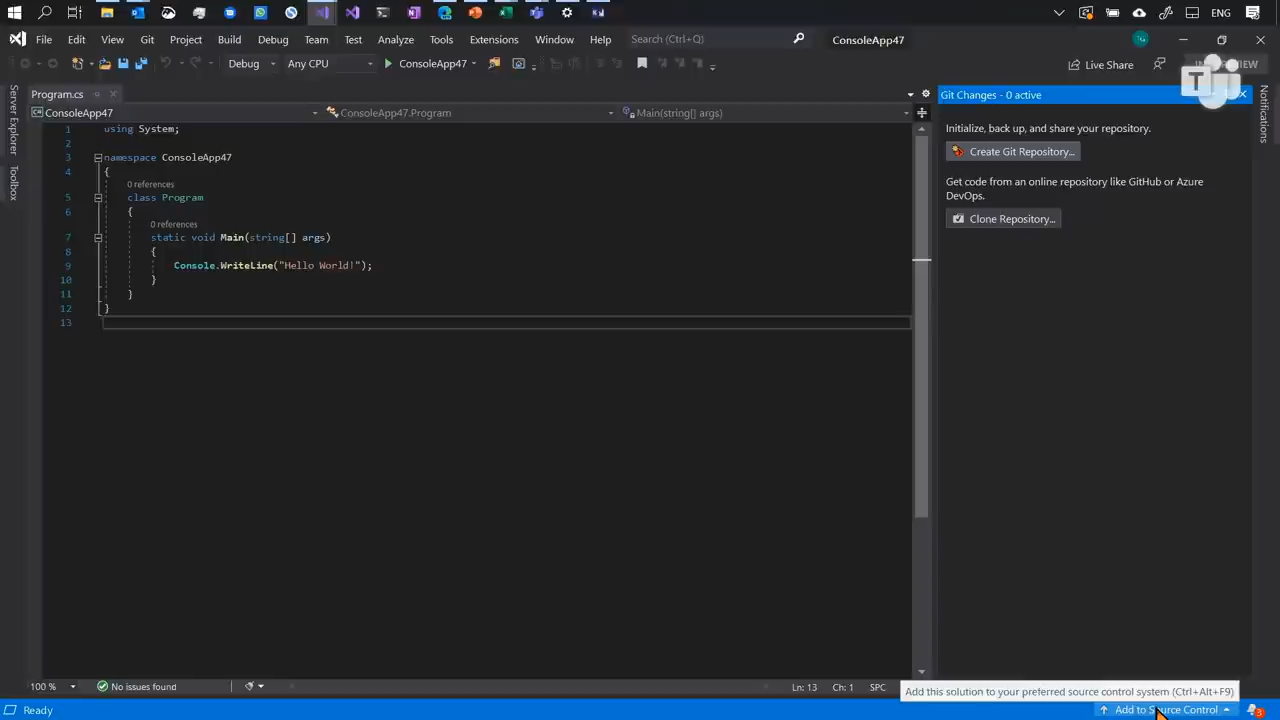 ENG
File Edit View Git Project Build Debug Team Test Analyze Tools Extensions Window Help Search (Ctrl+Q) ConsoleApp47 TG
Debug Any CPU ConsoleApp47 Live Share
Program.cs
Git Changes - 0 active
Server Explorer
Toolbox
Notifications
ConsoleApp47 ConsoleApp47.Program Main(string[] args)
1 using System;
2
3 namespace ConsoleApp47
4 {
0 references
5 class Program
6 {
0 references
7 static void Main(string[] args)
8 {
9 Console.WriteLine("Hello World!");
10 }
11 }
12 }
13
Initialize, back up, and share your repository.
Create Git Repository...
Get code from an online repository like GitHub or Azure
DevOps.
Clone Repository...
100 % No issues found Ln: 13 Ch: 1 SPC
Add this solution to your preferred source control system (Ctrl+Alt+F9)
Ready Add to Source Control 3